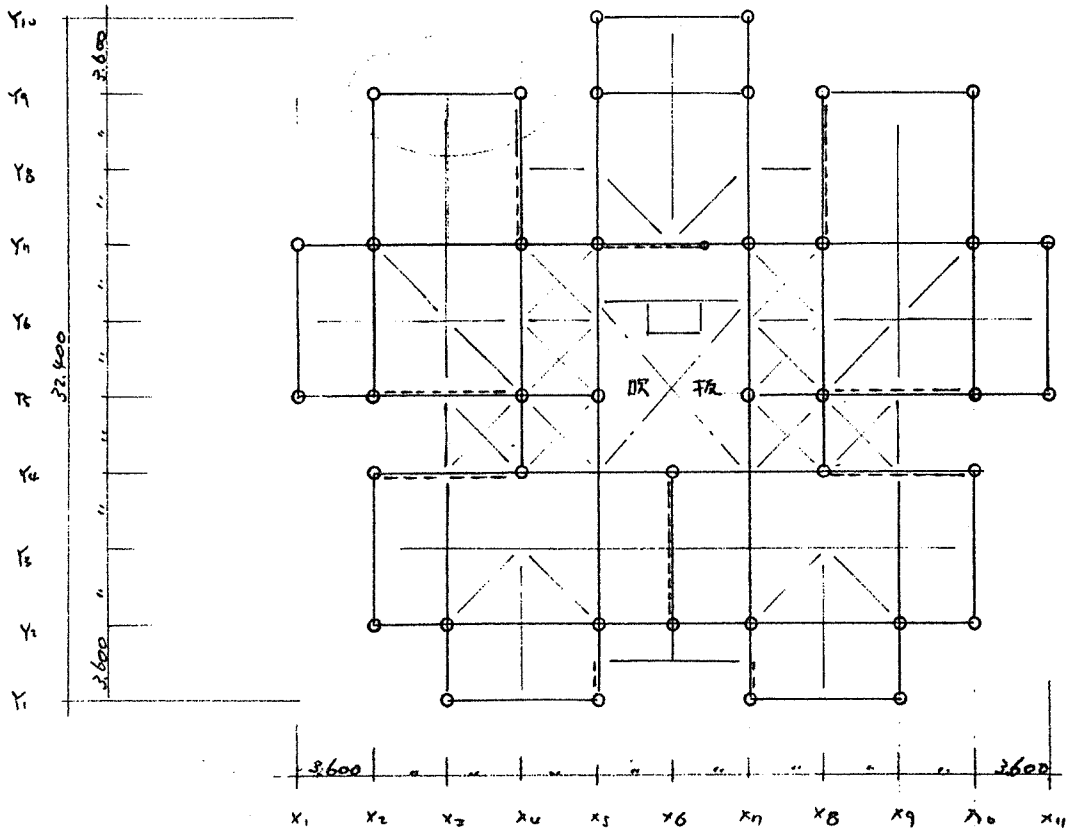 Y10
Y9
Y8
Y7
Y6
Y5
Y4
Y3
Y2
Y1
3.600
"
"
"
"
"
"
"
3.600
32.400
吹 抜
3.600 " " " " " " " " 3.600
X1 X2 X3 X4 X5 X6 X7 X8 X9 X10 X11